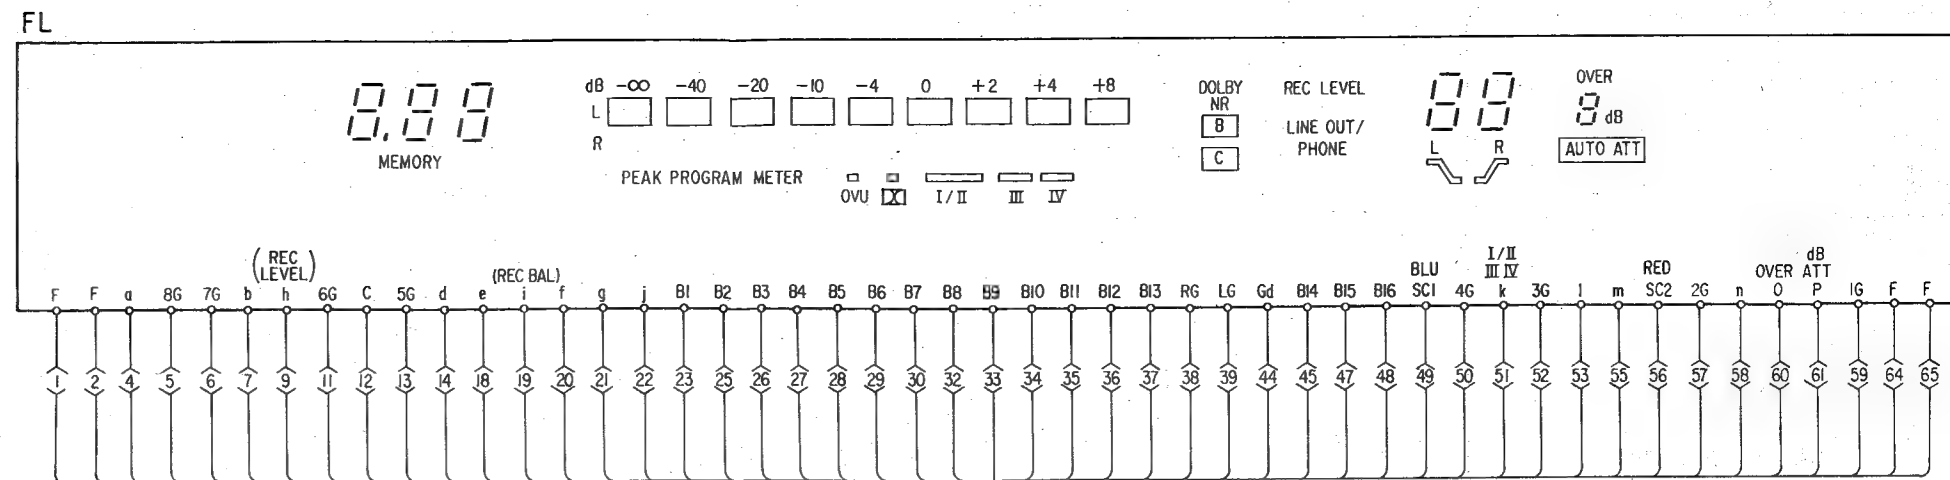 FL
dB -∞ -40 -20 -10 -4 0 +2 +4 +8
L
R
8.88
MEMORY
PEAK PROGRAM METER
OVU X I/II III IV
DOLBY
NR
B
C
REC LEVEL
LINE OUT/
PHONE
88
L R
OVER
8 dB
AUTO ATT
(REC
LEVEL)
(REC BAL)
BLU
I/II
III IV
RED
OVER
dB
ATT
F F a 8G 7G b h 6G C 5G d e i f g j B1 B2 B3 B4 B5 B6 B7 B8 B9 B10 B11 B12 B13 RG LG Gd B14 B15 B16 SC1 4G k 3G l m SC2 2G n O P 1G F F
1 2 4 5 6 7 9 11 12 13 14 18 19 20 21 22 23 25 26 27 28 29 30 32 33 34 35 36 37 38 39 44 45 47 48 49 50 51 52 53 55 56 57 58 60 61 59 64 65